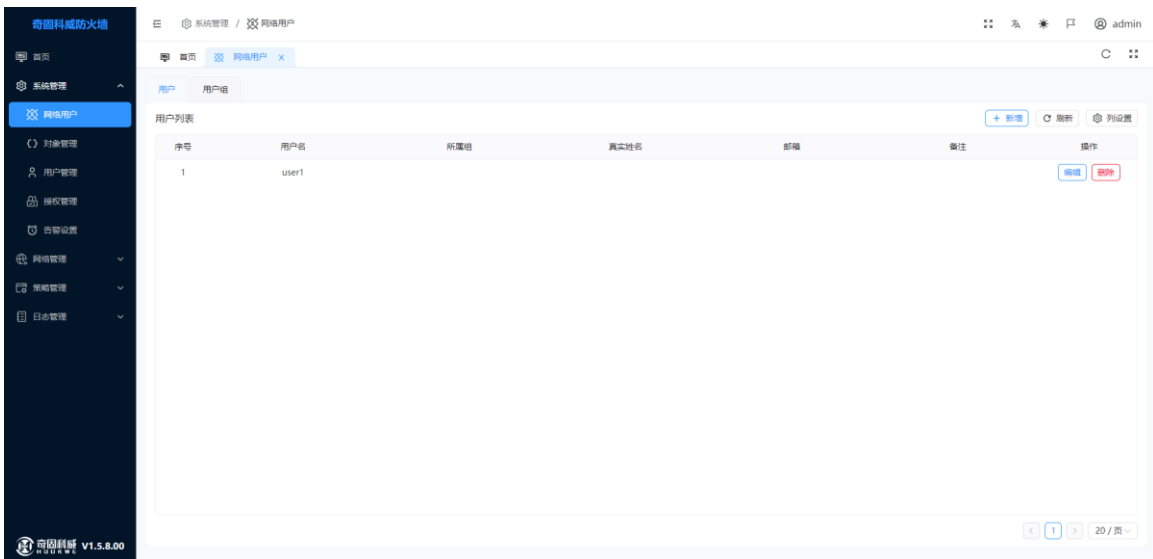 奇固科威防火墙
系统管理 / 网络用户
admin
首页
系统管理
网络用户
对象管理
用户管理
授权管理
告警设置
网络管理
策略管理
日志管理
奇固科威 V1.5.8.00
首页 网络用户 X
用户 用户组
用户列表
+ 新增 刷新 列设置
序号 用户名 所属组 真实姓名 邮箱 备注 操作
1 user1 编辑 删除
< 1 > 20 / 页